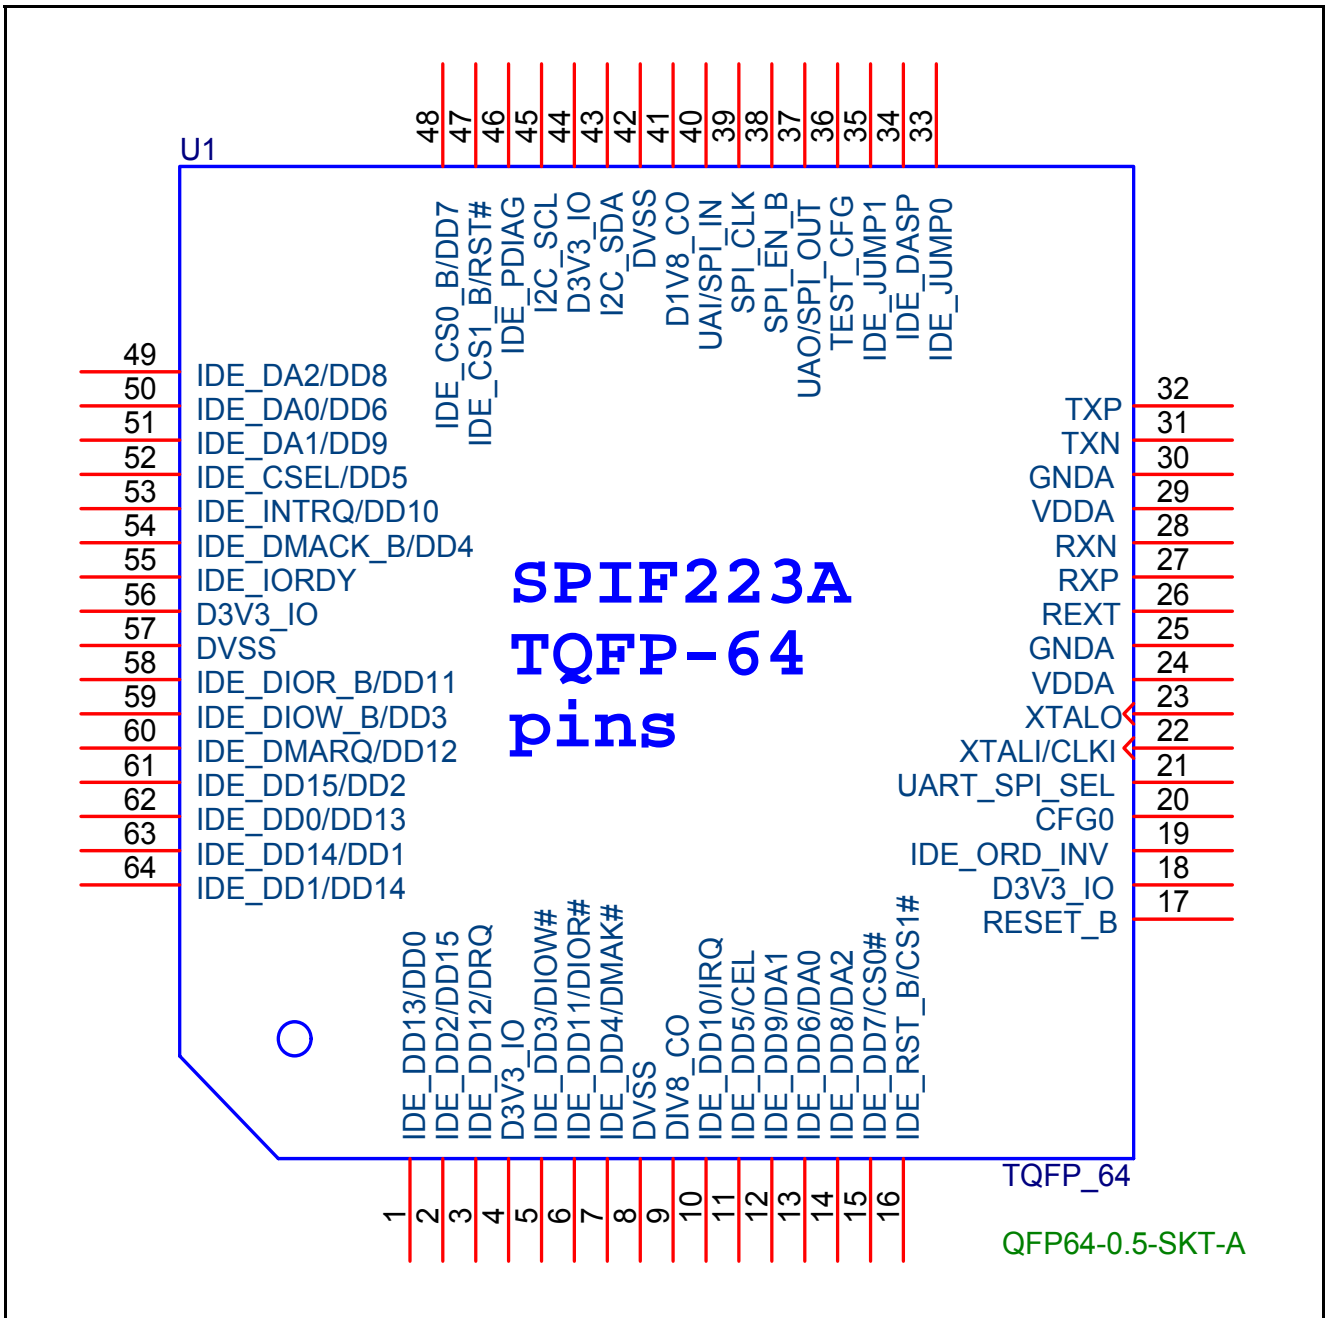 U1
48
47
46
45
44
43
42
41
40
39
38
37
36
35
34
33
IDE_CS0_B/DD7
IDE_CS1_B/RST#
IDE_PDIAG
I2C_SCL
D3V3_IO
I2C_SDA
DVSS
D1V8_CO
UAI/SPI_IN
SPI_CLK
SPI_EN_B
UAO/SPI_OUT
TEST_CFG
IDE_JUMP1
IDE_DASP
IDE_JUMP0
49 IDE_DA2/DD8
50 IDE_DA0/DD6
51 IDE_DA1/DD9
52 IDE_CSEL/DD5
53 IDE_INTRQ/DD10
54 IDE_DMACK_B/DD4
55 IDE_IORDY
56 D3V3_IO
57 DVSS
58 IDE_DIOR_B/DD11
59 IDE_DIOW_B/DD3
60 IDE_DMARQ/DD12
61 IDE_DD15/DD2
62 IDE_DD0/DD13
63 IDE_DD14/DD1
64 IDE_DD1/DD14
SPIF223A
TQFP-64
pins
TXP 32
TXN 31
GNDA 30
VDDA 29
RXN 28
RXP 27
REXT 26
GNDA 25
VDDA 24
XTALO 23
XTALI/CLKI 22
UART_SPI_SEL 21
CFG0 20
IDE_ORD_INV 19
D3V3_IO 18
RESET_B 17
IDE_DD13/DD0
IDE_DD2/DD15
IDE_DD12/DRQ
D3V3_IO
IDE_DD3/DIOW#
IDE_DD11/DIOR#
IDE_DD4/DMAK#
DVSS
DIV8_CO
IDE_DD10/IRQ
IDE_DD5/CEL
IDE_DD9/DA1
IDE_DD6/DA0
IDE_DD8/DA2
IDE_DD7/CS0#
IDE_RST_B/CS1#
1
2
3
4
5
6
7
8
9
10
11
12
13
14
15
16
TQFP_64
QFP64-0.5-SKT-A